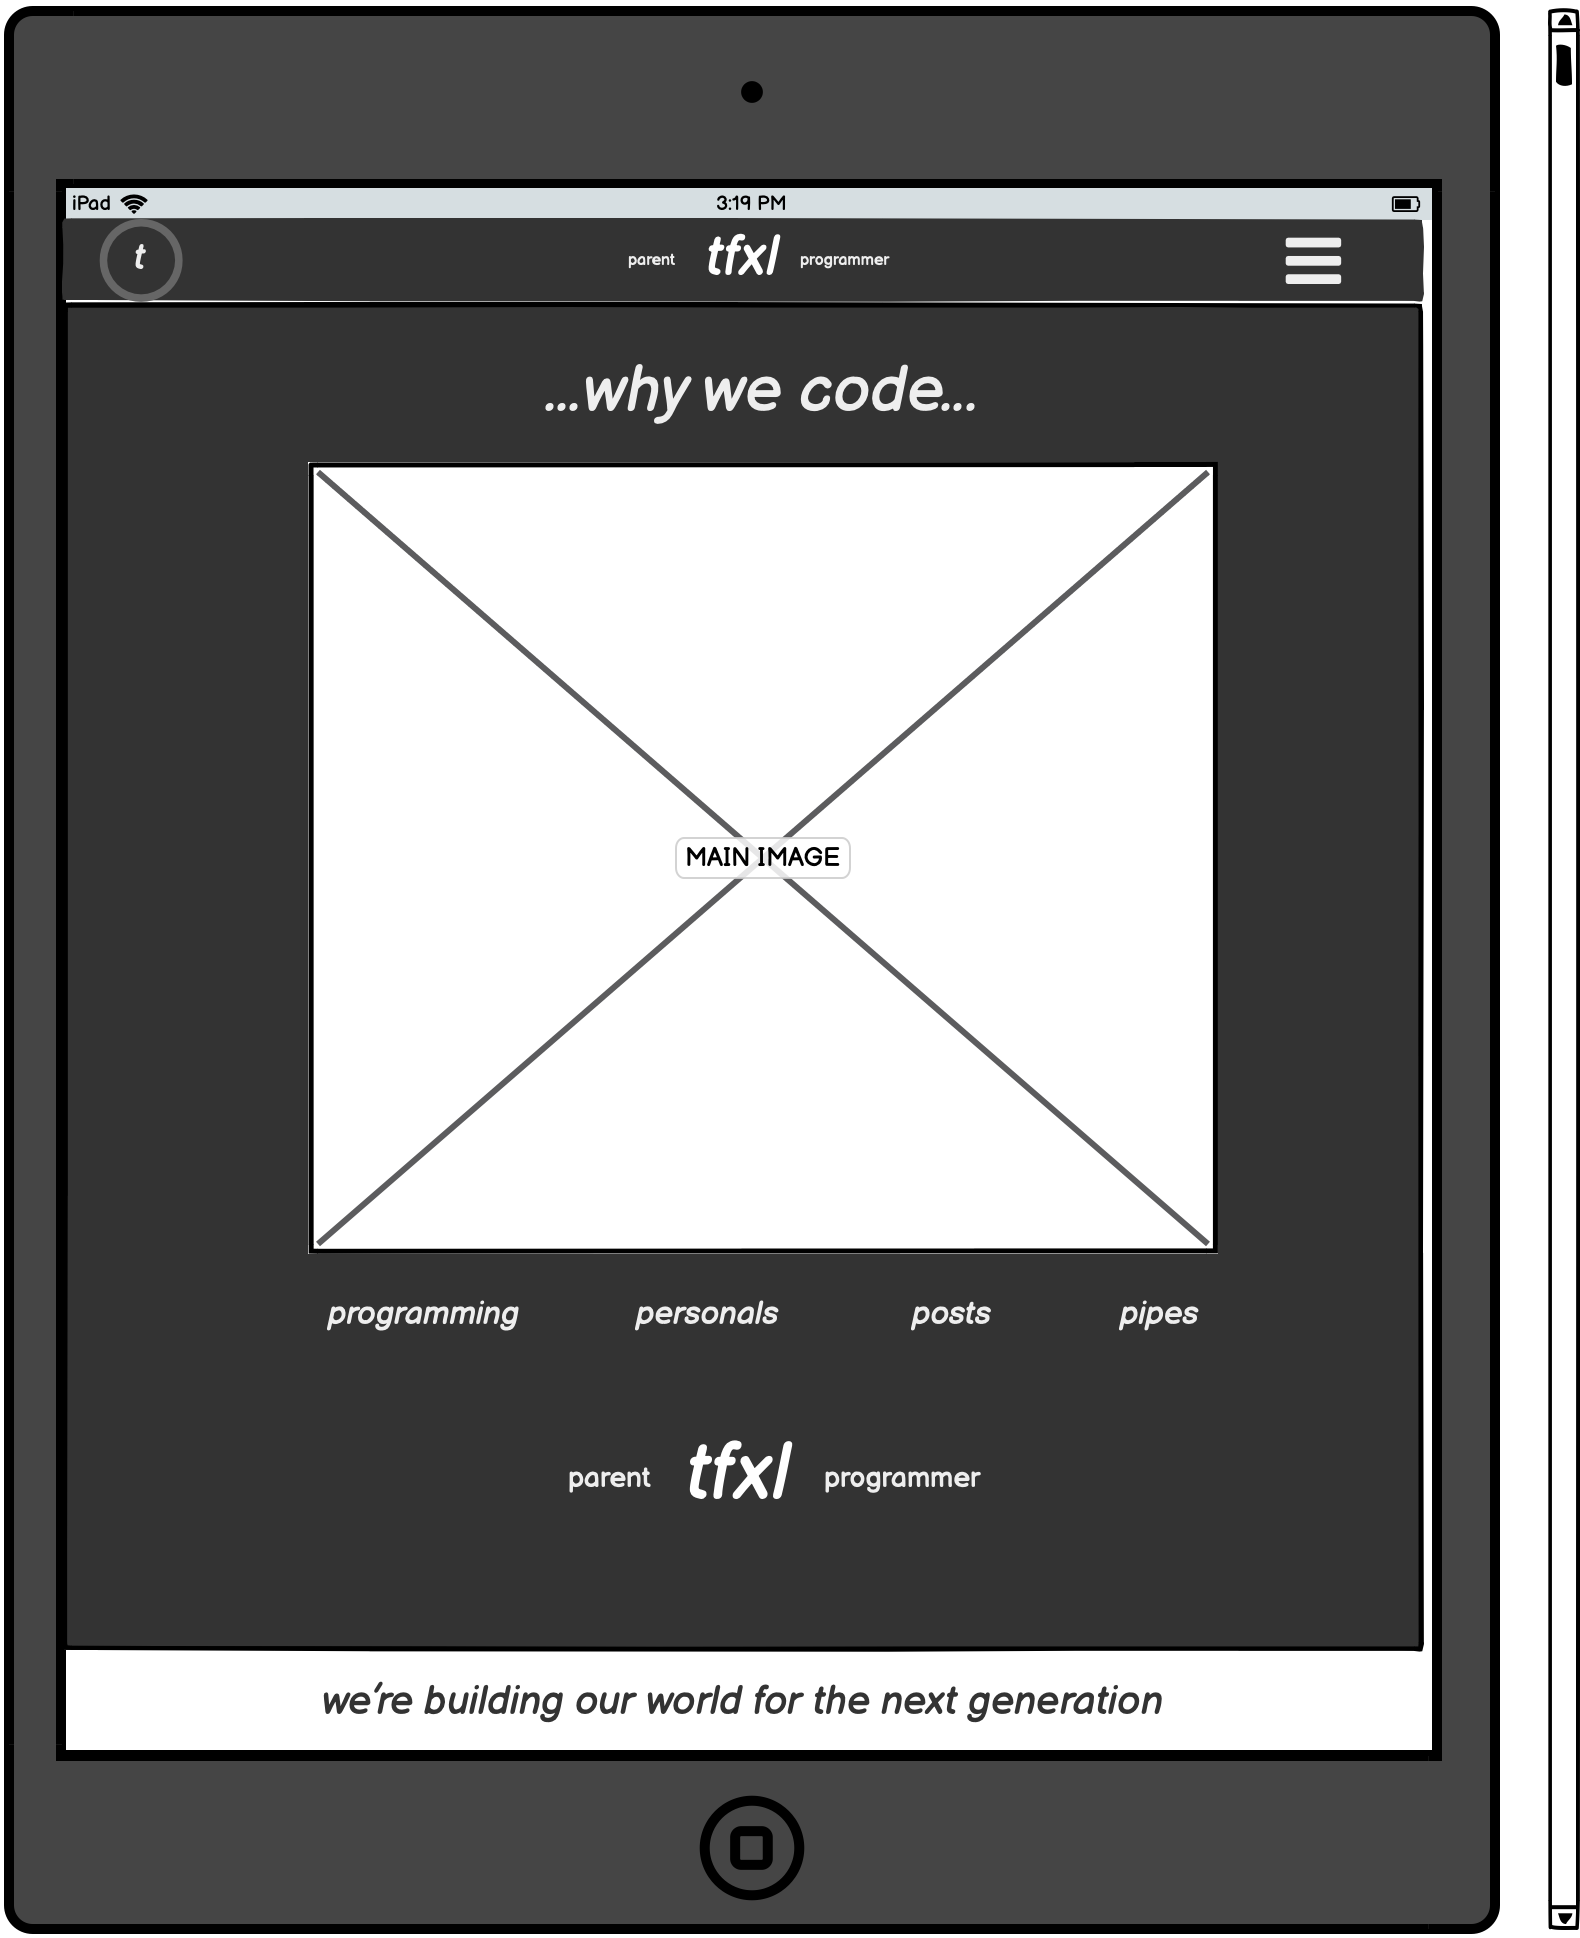 iPad 3:19 PM
t parent tfxl programmer
...why we code...
MAIN IMAGE
programming personals posts pipes
parent tfxl programmer
we're building our world for the next generation